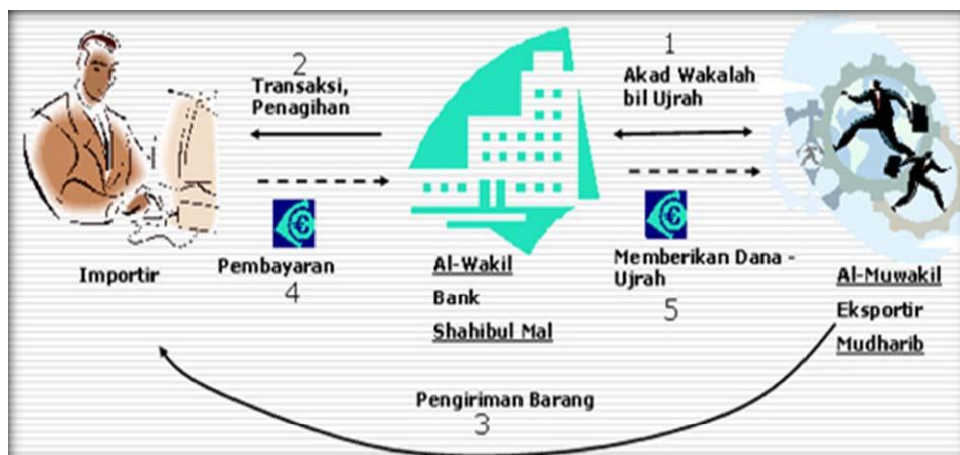 2
Transaksi,
Penagihan
1
Akad Wakalah
bil Ujrah
Importir
Pembayaran
4
Al-Wakil
Bank
Shahibul Mal
Memberikan Dana -
Ujrah
5
Al-Muwakil
Eksportir
Mudharib
Pengiriman Barang
3